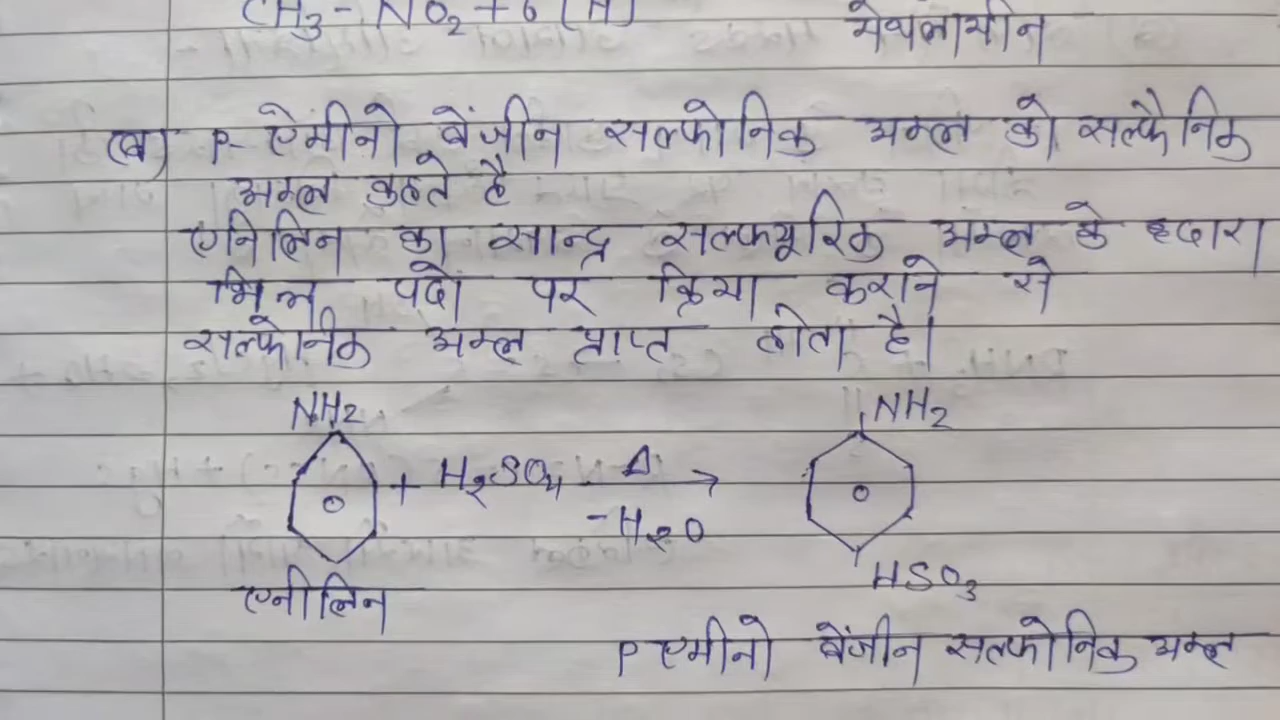 CH3-NO2+6[H]
मेथिलामीन
(ब) P- ऐमीनो बेंजीन सल्फोनिक अम्ल को सल्फैनिक
अम्ल कहते है
एनिलिन का सान्द्र सल्फ्यूरिक अम्ल के द्दारा
पदो पर क्रिया कराने से
सल्फोनिक अम्ल प्राप्त होता है।
NH2 NH2
+ H2SO4 Δ →
-H2O
HSO3
एनीलिन
P एमीनो बेंजीन सल्फोनिक अम्ल